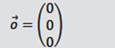 o⃗ = (0
0
0)